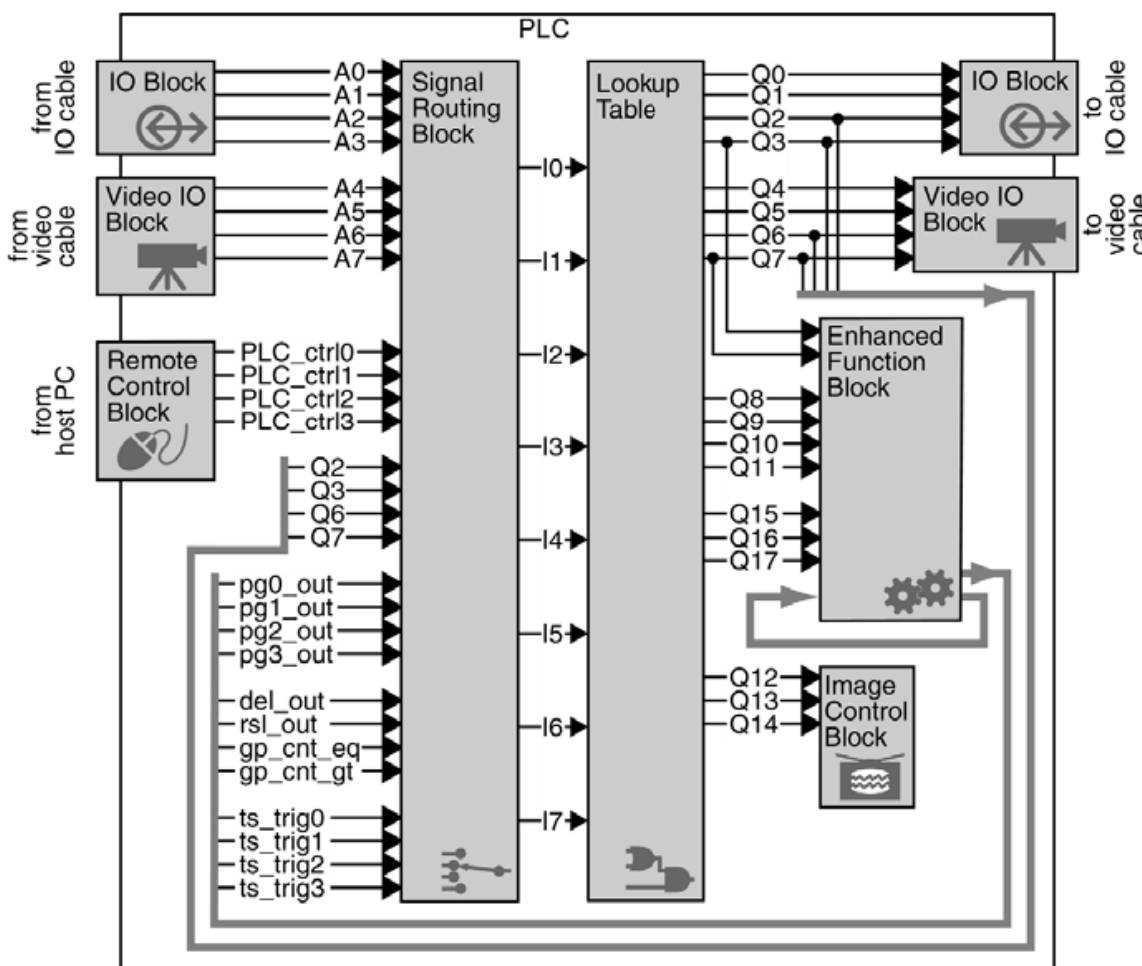 PLC
from
IO cable
IO Block
A0
A1
A2
A3
from
video
cable
Video IO
Block
A4
A5
A6
A7
from
host PC
Remote
Control
Block
PLC_ctrl0
PLC_ctrl1
PLC_ctrl2
PLC_ctrl3
Q2
Q3
Q6
Q7
pg0_out
pg1_out
pg2_out
pg3_out
del_out
rsl_out
gp_cnt_eq
gp_cnt_gt
ts_trig0
ts_trig1
ts_trig2
ts_trig3
Signal
Routing
Block
I0
I1
I2
I3
I4
I5
I6
I7
Lookup
Table
Q0
Q1
Q2
Q3
Q4
Q5
Q6
Q7
Q8
Q9
Q10
Q11
Q15
Q16
Q17
Q12
Q13
Q14
IO Block
to
IO cable
Video IO
Block
to video
cable
Enhanced
Function
Block
Image
Control
Block